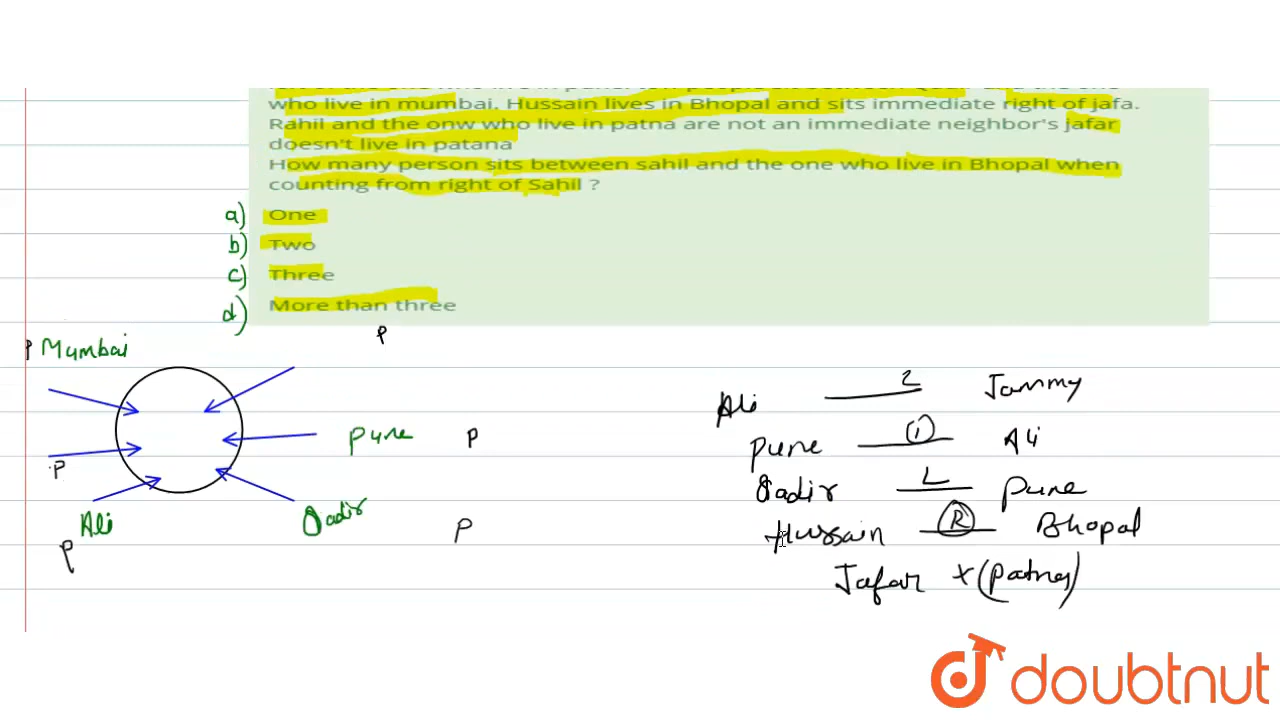 who live in mumbai. Hussain lives in Bhopal and sits immediate right of jafa.
Rahil and the onw who live in patna are not an immediate neighbor's jafar
doesn't live in patana
How many person sits between sahil and the one who live in Bhopal when
counting from right of Sahil ?
a) One
b) Two
c) Three
d) More than three
P
P Mumbai
Pune P
P
Ali
Qadir P
P
Ali 2 Jammy
Pune 1 Ali
Qadir L Pune
Hussain R Bhopal
Jafar x (Patna)
doubtnut